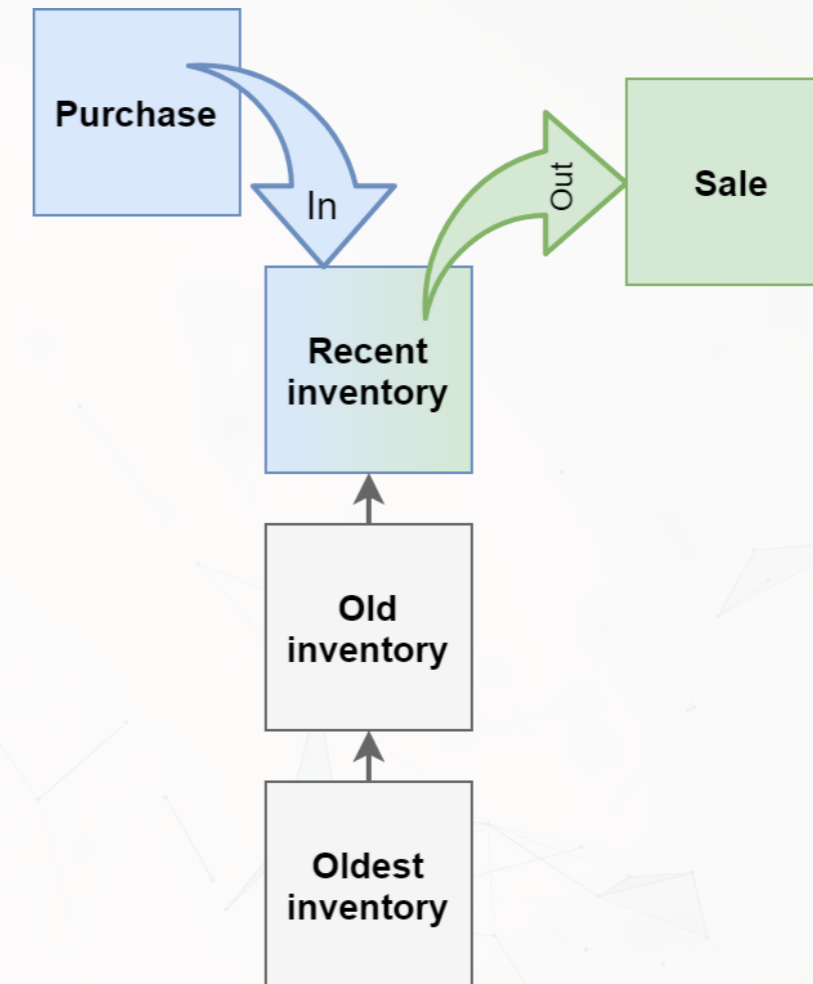 Purchase
In
Out
Sale
Recent
inventory
Old
inventory
Oldest
inventory